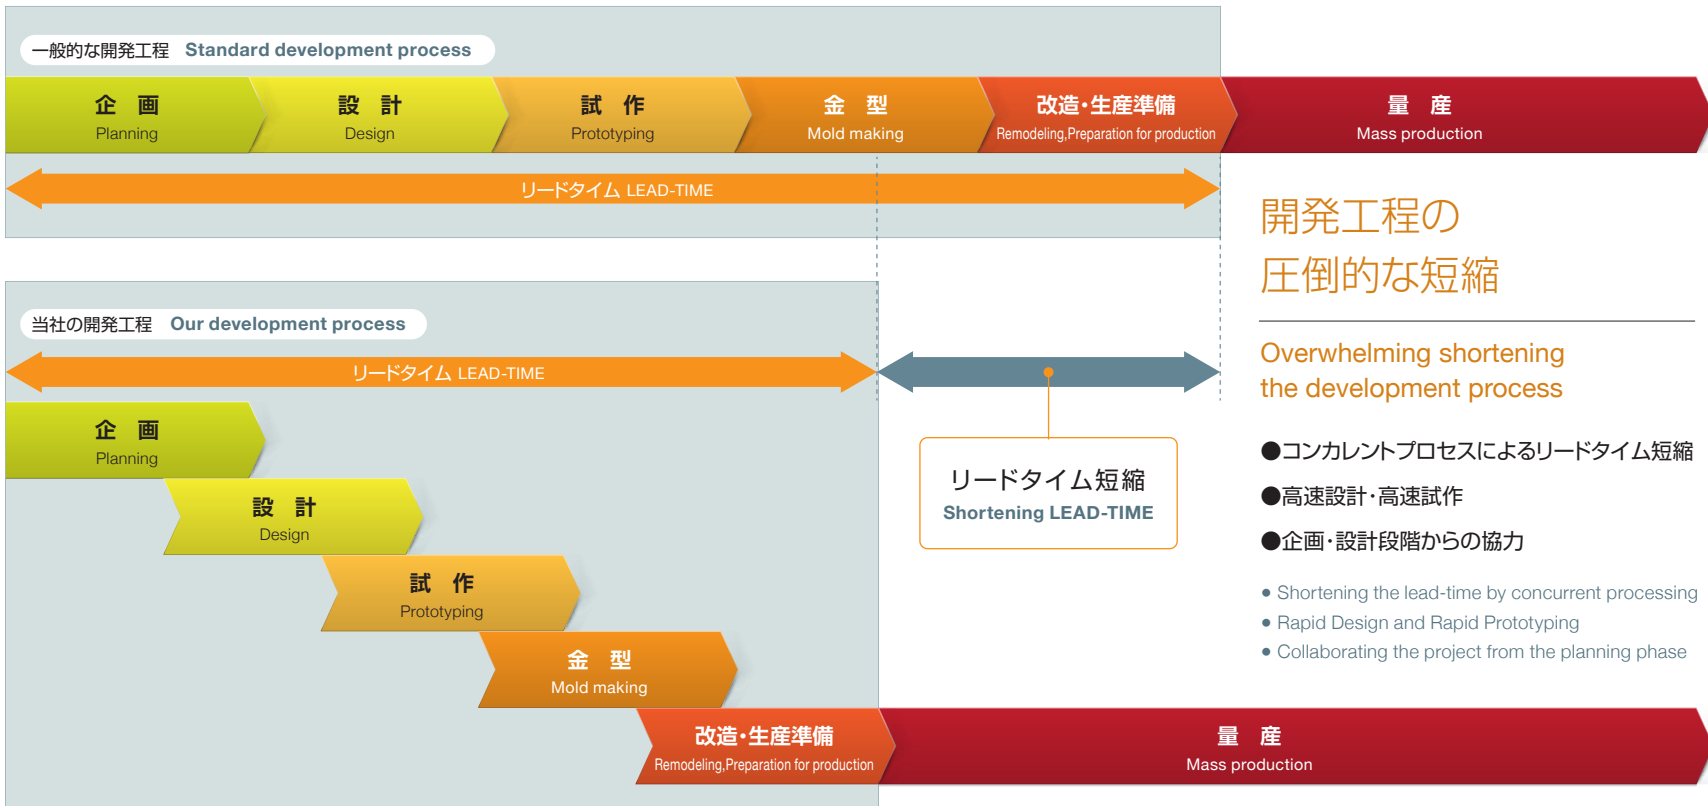 一般的な開発工程 Standard development process
企 画
Planning
設 計
Design
試 作
Prototyping
金 型
Mold making
改造・生産準備
Remodeling,Preparation for production
量 産
Mass production
リードタイム LEAD-TIME
当社の開発工程 Our development process
リードタイム LEAD-TIME
企 画
Planning
設 計
Design
試 作
Prototyping
金 型
Mold making
改造・生産準備
Remodeling,Preparation for production
量 産
Mass production
リードタイム短縮
Shortening LEAD-TIME
開発工程の
圧倒的な短縮
Overwhelming shortening
the development process
●コンカレントプロセスによるリードタイム短縮
●高速設計・高速試作
●企画・設計段階からの協力
• Shortening the lead-time by concurrent processing
• Rapid Design and Rapid Prototyping
• Collaborating the project from the planning phase